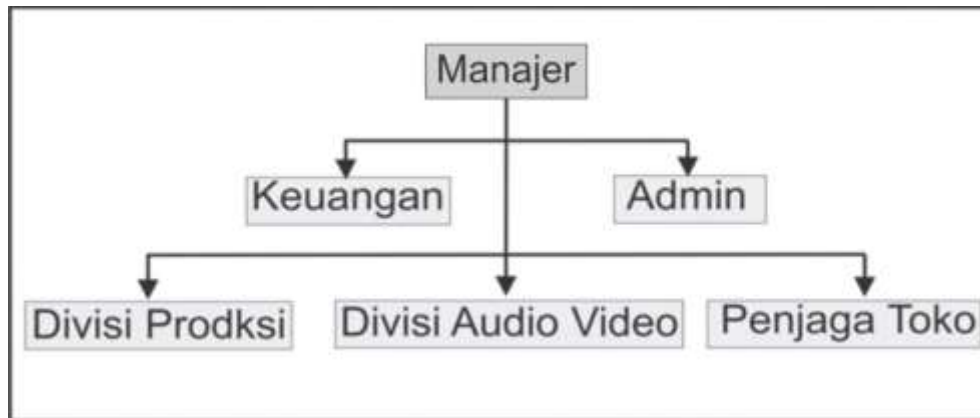 Manajer
Keuangan
Admin
Divisi Prodksi
Divisi Audio Video
Penjaga Toko